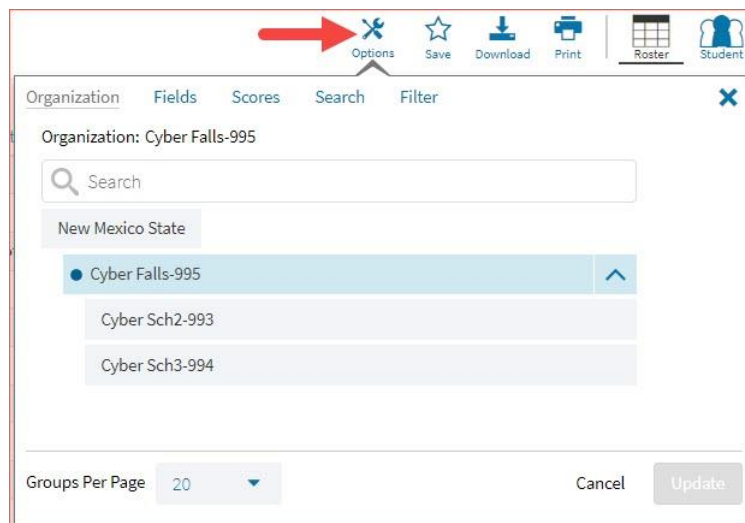 Options Save Download Print Roster Student
Organization Fields Scores Search Filter
Organization: Cyber Falls-995
Search
New Mexico State
Cyber Falls-995
Cyber Sch2-993
Cyber Sch3-994
Groups Per Page 20 Cancel Update